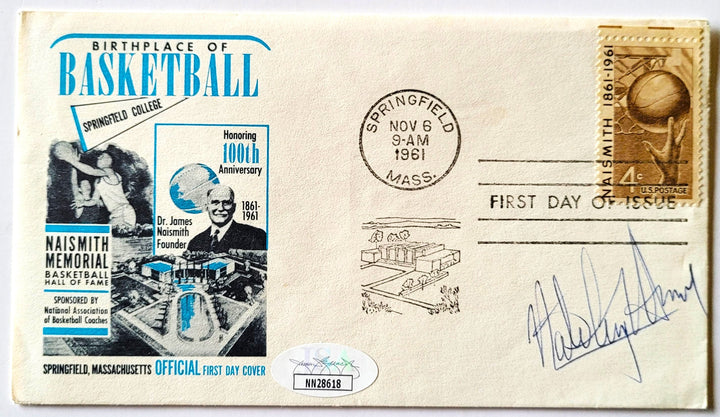 BIRTHPLACE OF
BASKETBALL
SPRINGFIELD COLLEGE
Honoring
100th
Anniversary
1861-
1961
Dr. James
Naismith
Founder
NAISMITH
MEMORIAL
BASKETBALL
HALL OF FAME
SPONSORED BY
National Association
of Basketball Coaches
SPRINGFIELD, MASSACHUSETTS OFFICIAL FIRST DAY COVER
NN28618
SPRINGFIELD
NOV 6
9-AM
1961
MASS.
FIRST DAY OF ISSUE
NAISMITH 1861-1961
4c
U.S. POSTAGE